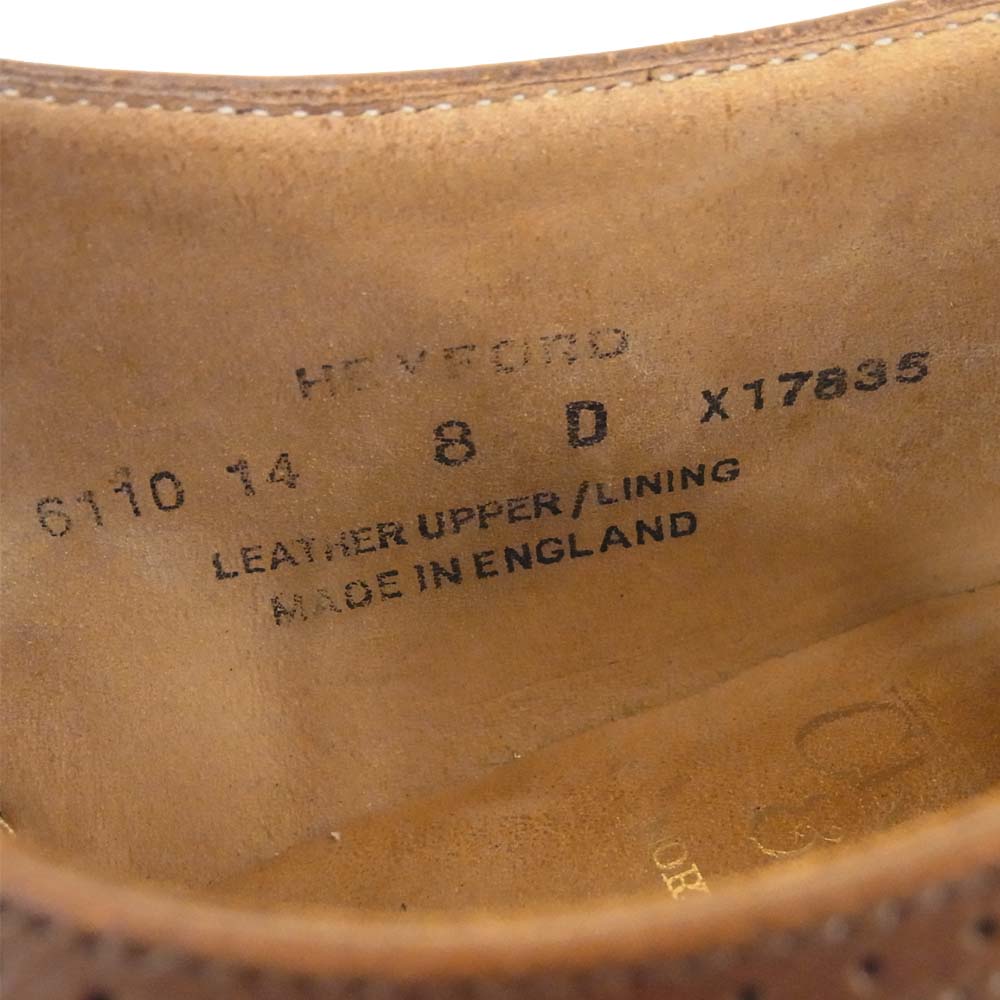 HEYFORD
6110 14 8 D X17835
LEATHER UPPER/LINING
MADE IN ENGLAND